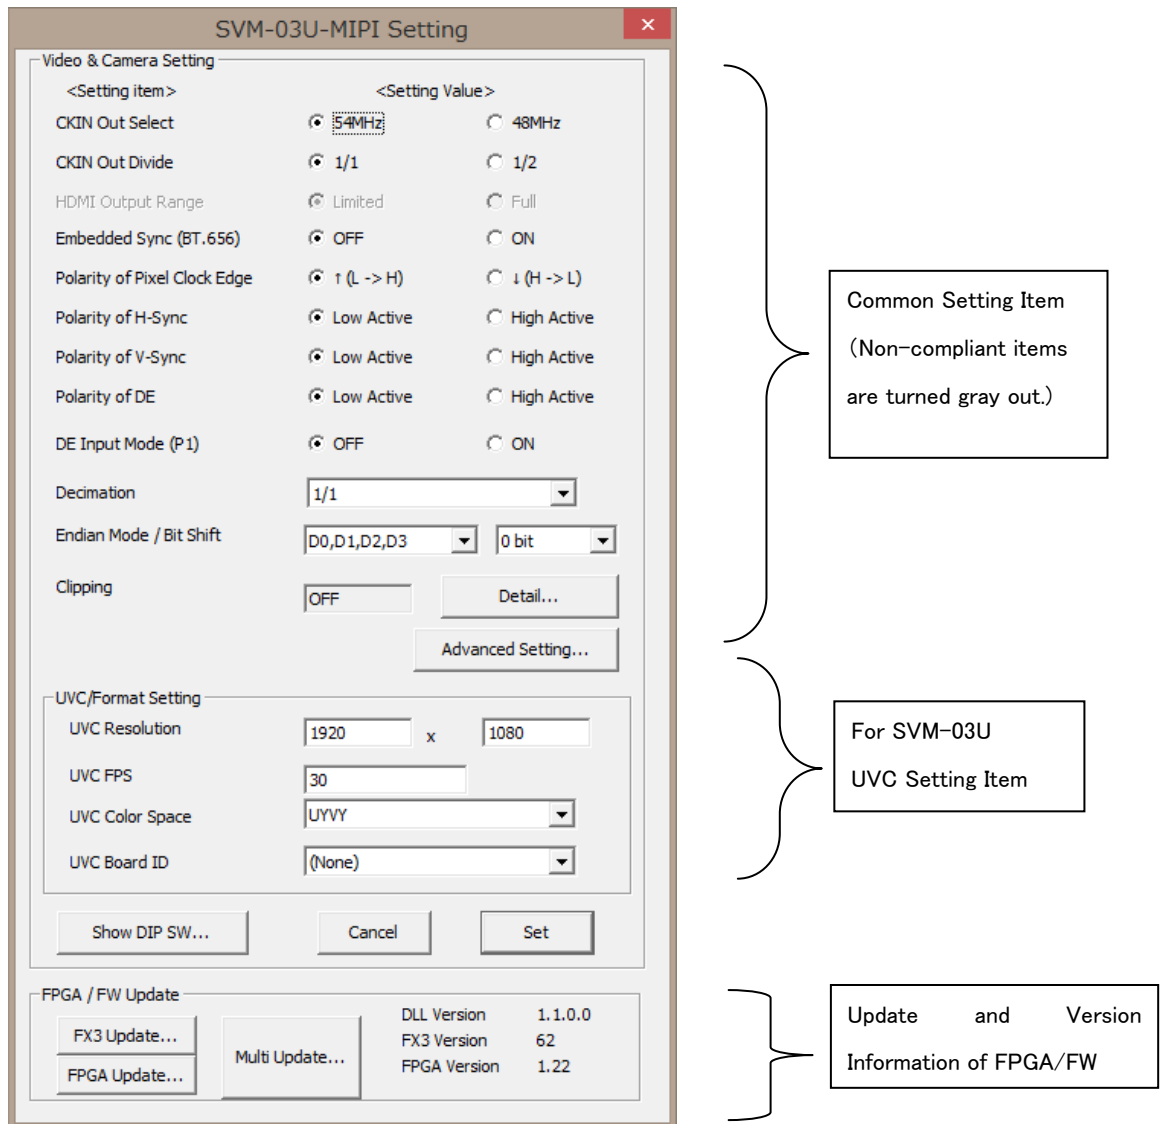 SVM-03U-MIPI Setting
×
Video & Camera Setting
<Setting item> <Setting Value>
CKIN Out Select 54MHz 48MHz
CKIN Out Divide 1/1 1/2
HDMI Output Range Limited Full
Embedded Sync (BT.656) OFF ON
Polarity of Pixel Clock Edge ↑ (L -> H) ↓ (H -> L)
Polarity of H-Sync Low Active High Active
Polarity of V-Sync Low Active High Active
Polarity of DE Low Active High Active
DE Input Mode (P1) OFF ON
Decimation 1/1
Endian Mode / Bit Shift D0,D1,D2,D3 0 bit
Clipping OFF Detail...
Advanced Setting...
UVC/Format Setting
UVC Resolution 1920 x 1080
UVC FPS 30
UVC Color Space UYVY
UVC Board ID (None)
Show DIP SW... Cancel Set
FPGA / FW Update
FX3 Update...
FPGA Update...
Multi Update...
DLL Version 1.1.0.0
FX3 Version 62
FPGA Version 1.22
Common Setting Item
(Non-compliant items
are turned gray out.)
For SVM-03U
UVC Setting Item
Update and Version
Information of FPGA/FW